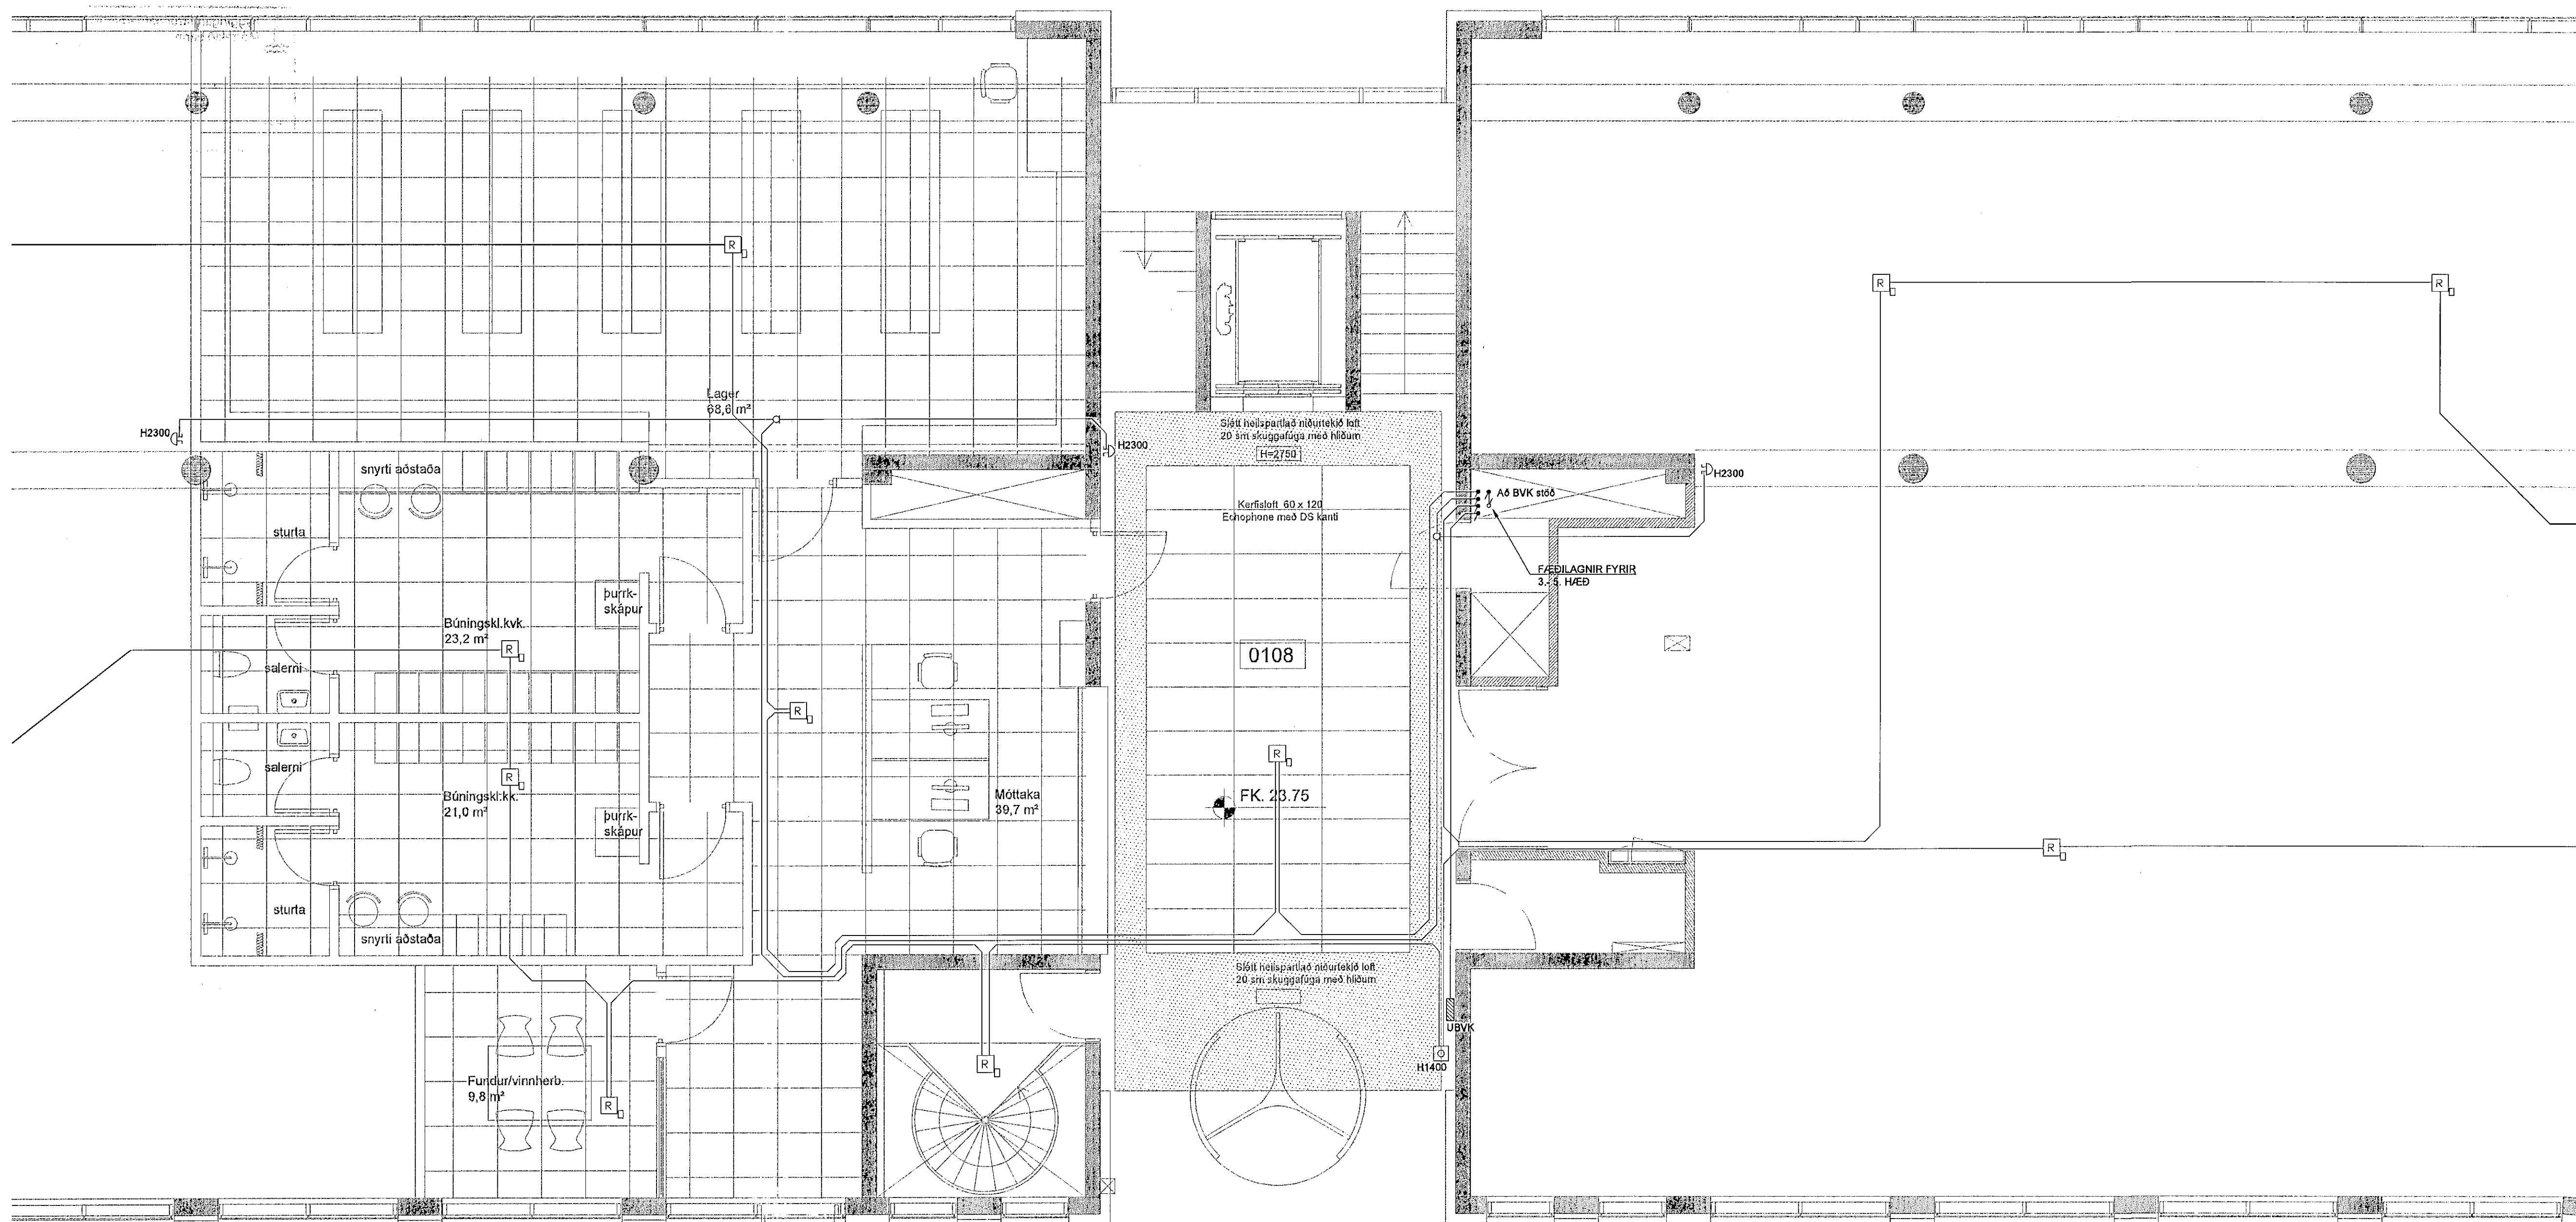 R
R
R
Lager
68,6 m²
H2300
H2300
H2300
Slétt heilspartlað niðurtekið loft
20 sm skuggafúga með hliðum
H=2750
snyrti aðstaða
Kerfisloft 60 x 120
Echophone með DS kanti
Að BVK stöð
sturta
FÆÐILAGNIR FYRIR
3.- 5. HÆÐ
þurrk-
skápur
Búningskl.kvk.
23,2 m²
R
salerni
0108
R
R
salerni
R
Búningskl.kk.
21,0 m²
Móttaka
39,7 m²
FK. 23.75
þurrk-
skápur
R
sturta
snyrti aðstaða
Slétt heilspartlað niðurtekið loft
20 sm skuggafúga með hliðum
UBVK
H1400
R
Fundur/vinnherb.
9,8 m²
R